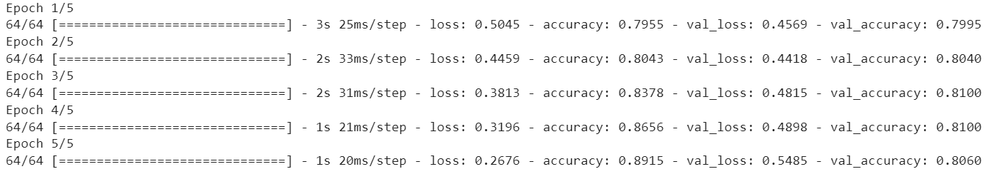 Epoch 1/5
64/64 [==============================] - 3s 25ms/step - loss: 0.5045 - accuracy: 0.7955 - val_loss: 0.4569 - val_accuracy: 0.7995
Epoch 2/5
64/64 [==============================] - 2s 33ms/step - loss: 0.4459 - accuracy: 0.8043 - val_loss: 0.4418 - val_accuracy: 0.8040
Epoch 3/5
64/64 [==============================] - 2s 31ms/step - loss: 0.3813 - accuracy: 0.8378 - val_loss: 0.4815 - val_accuracy: 0.8100
Epoch 4/5
64/64 [==============================] - 1s 21ms/step - loss: 0.3196 - accuracy: 0.8656 - val_loss: 0.4898 - val_accuracy: 0.8100
Epoch 5/5
64/64 [==============================] - 1s 20ms/step - loss: 0.2676 - accuracy: 0.8915 - val_loss: 0.5485 - val_accuracy: 0.8060